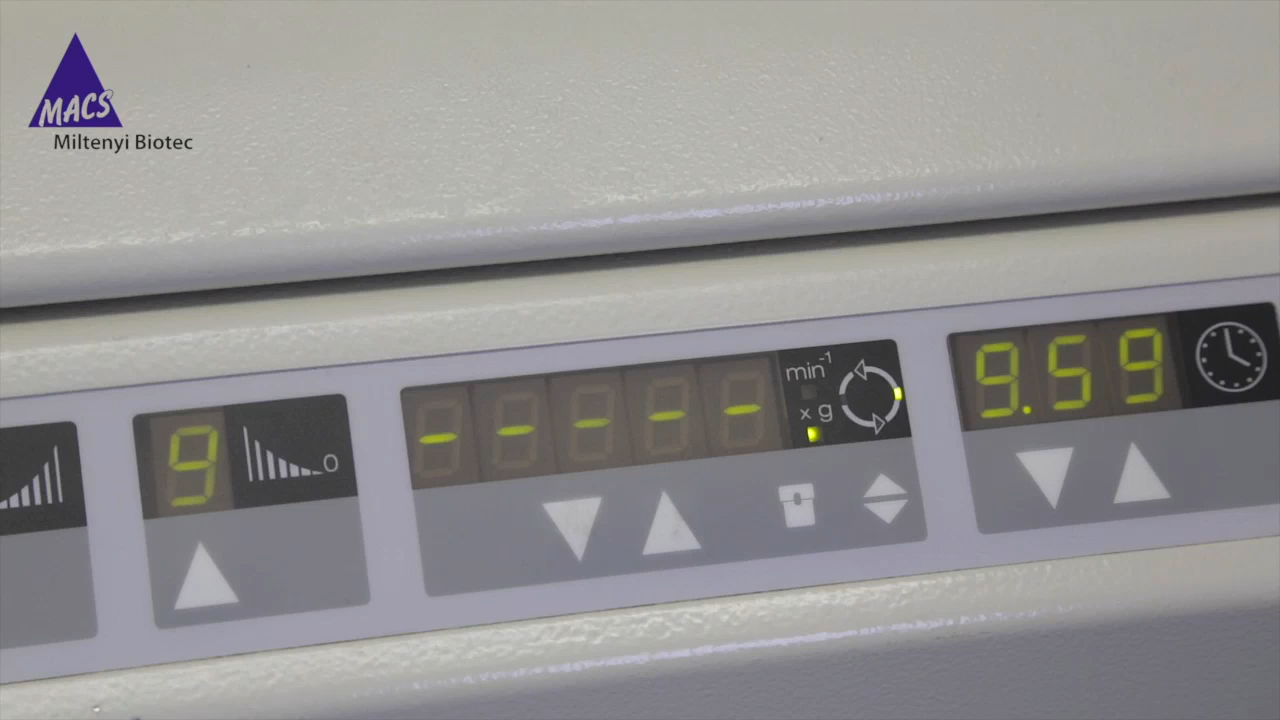 MACS
Miltenyi Biotec
9
0
- - - - -
min-1
x g
9.59